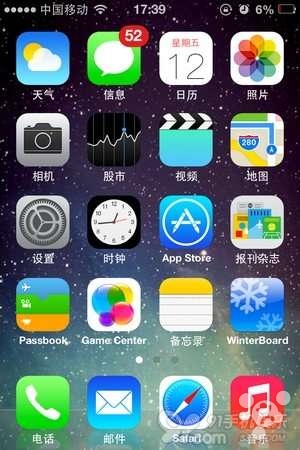 中国移动 17:39 6%
52 星期五
12
天气 信息 日历 照片
280
相机 股市 视频 地图
设置 时钟 App Store 报刊杂志
Passbook Game Center 备忘录 WinterBoard
电话 邮件 Safari 音乐